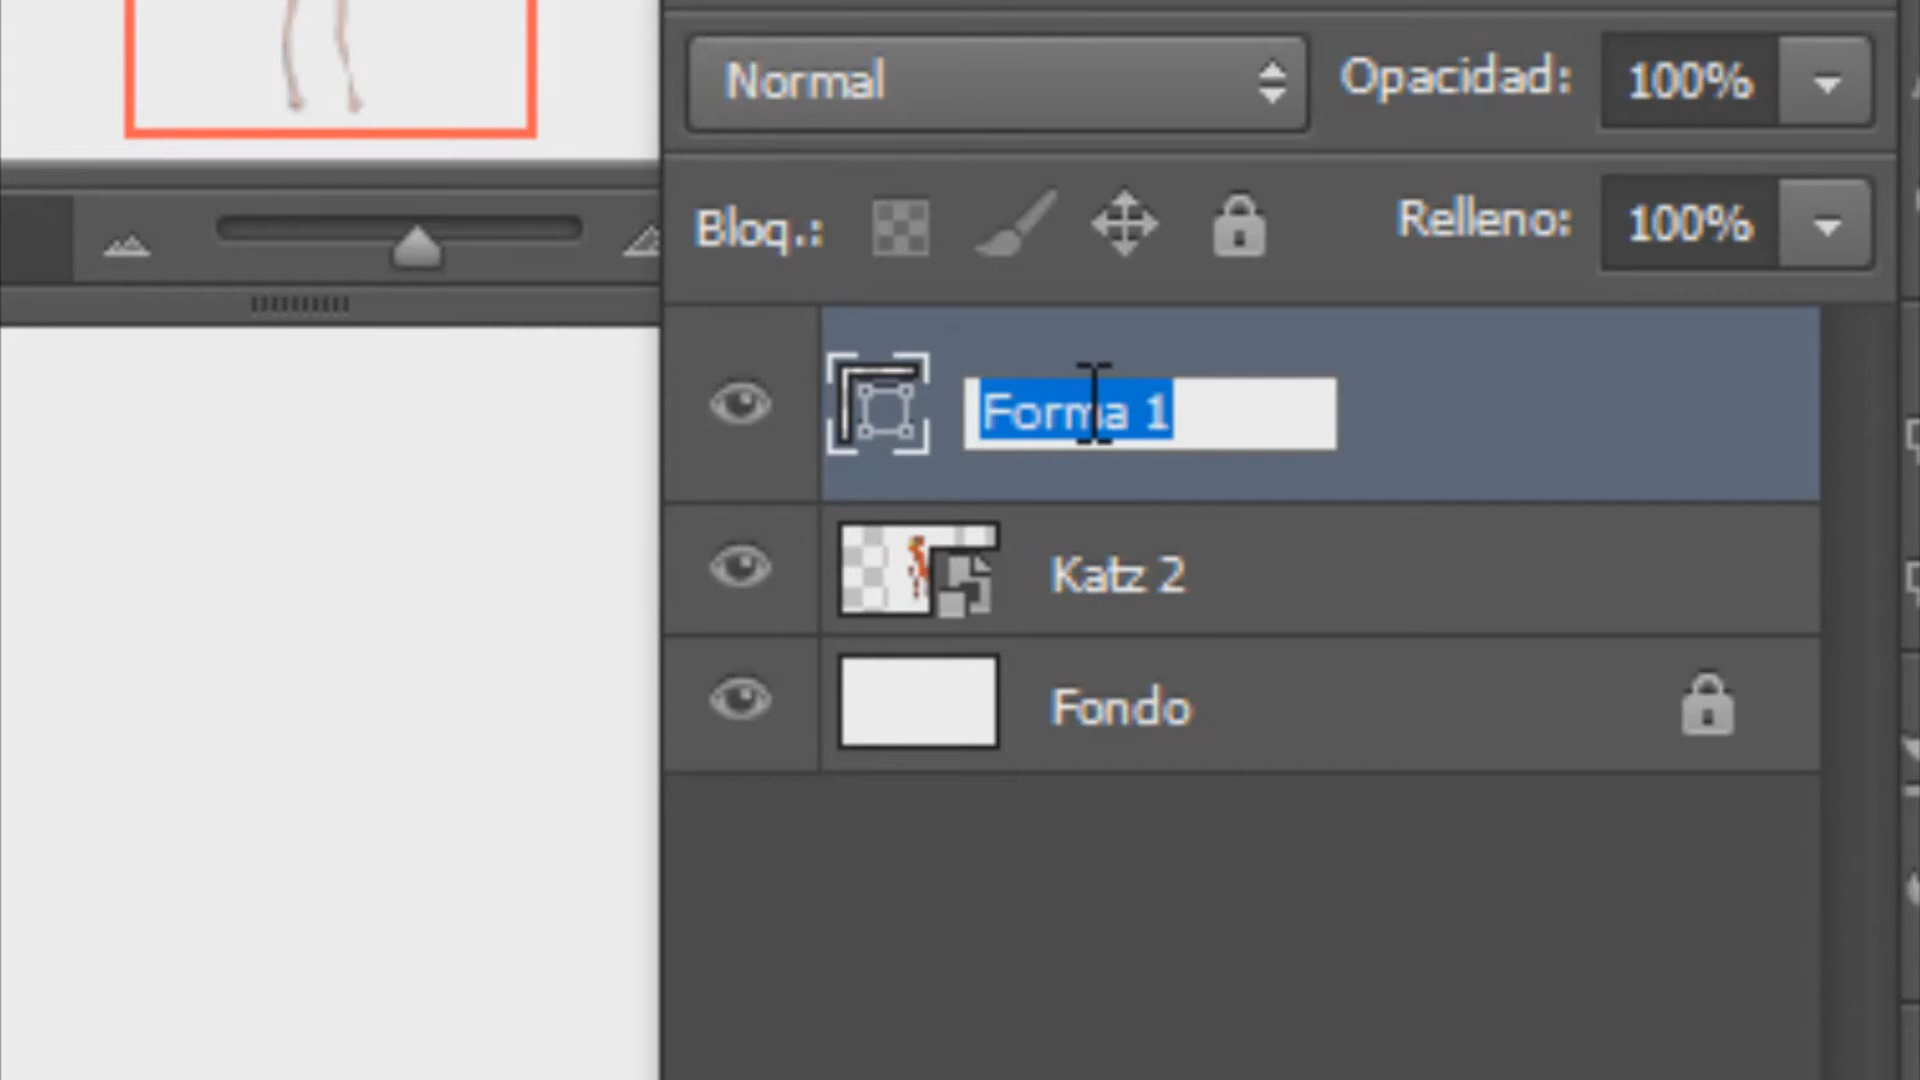 Normal
Opacidad: 100%
Bloq.:
Relleno: 100%
Forma 1
Katz 2
Fondo